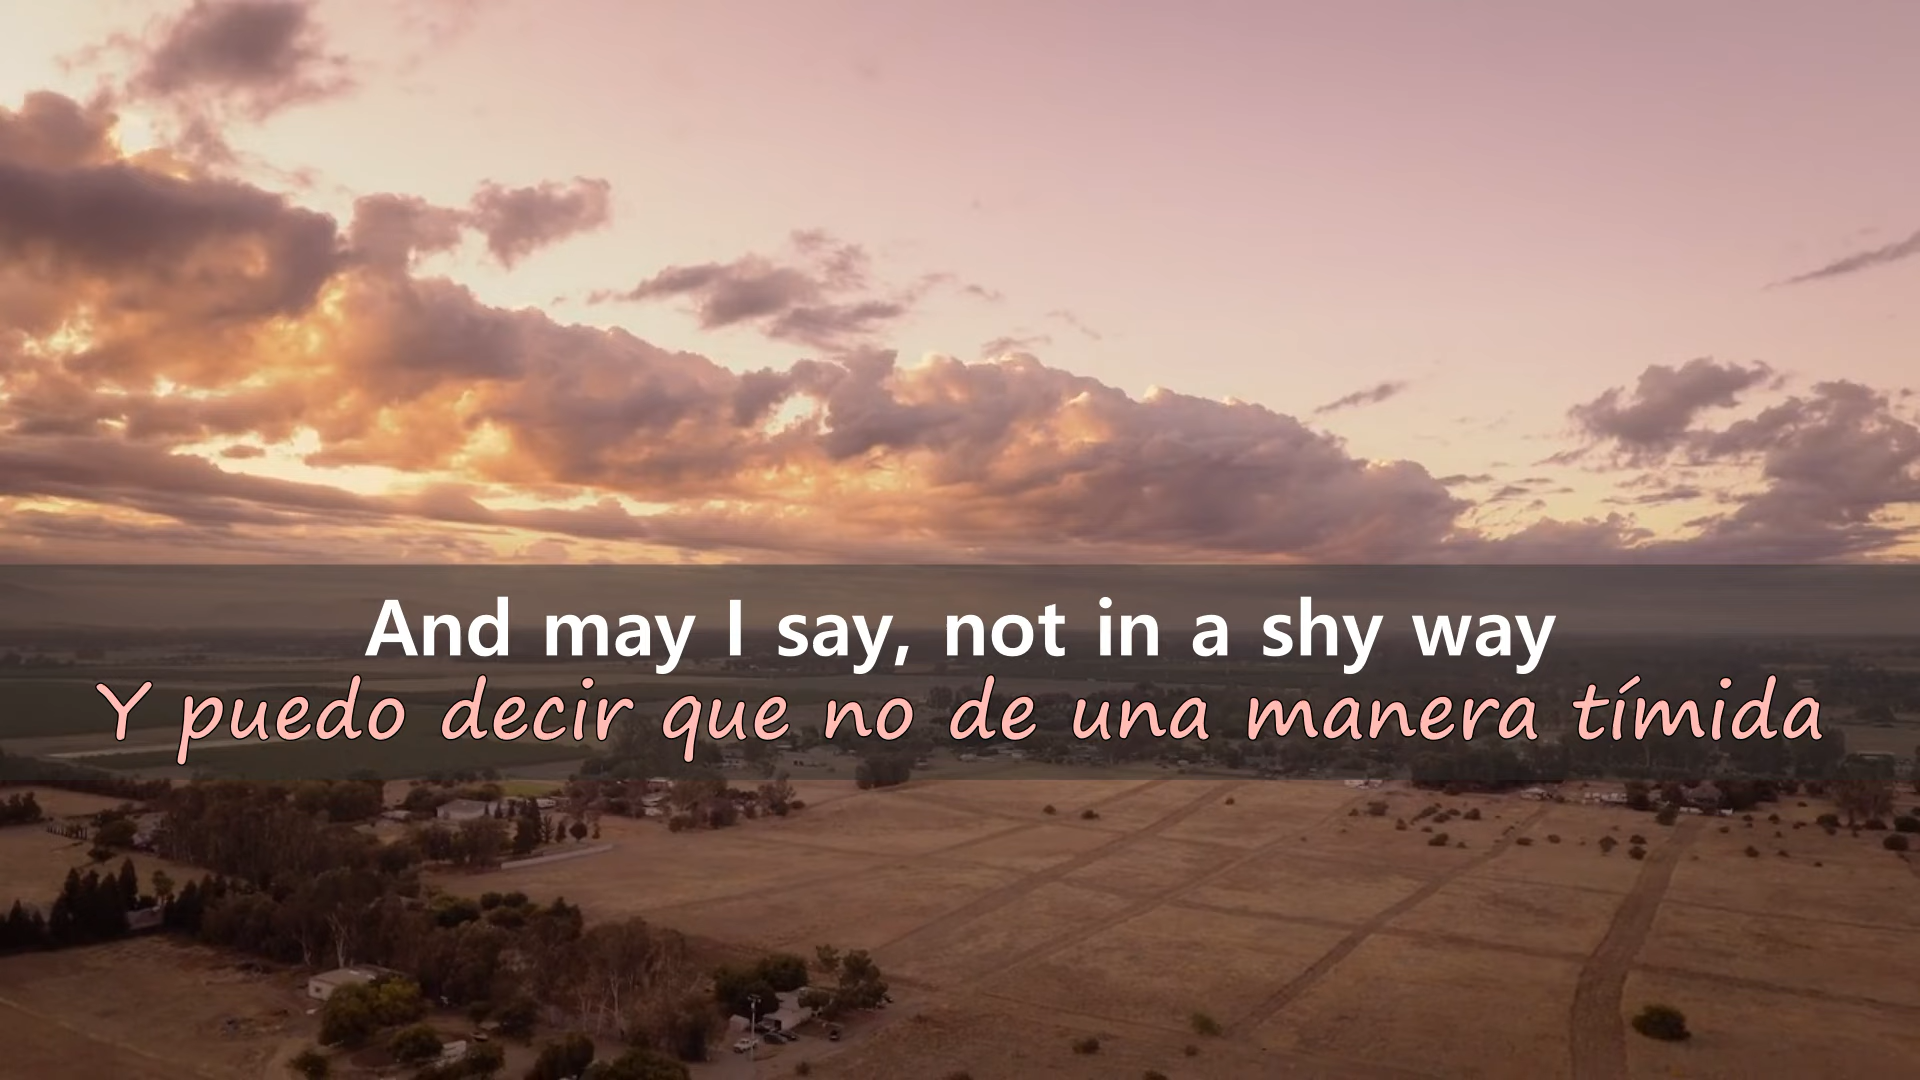 And may I say, not in a shy way
Y puedo decir que no de una manera tímida